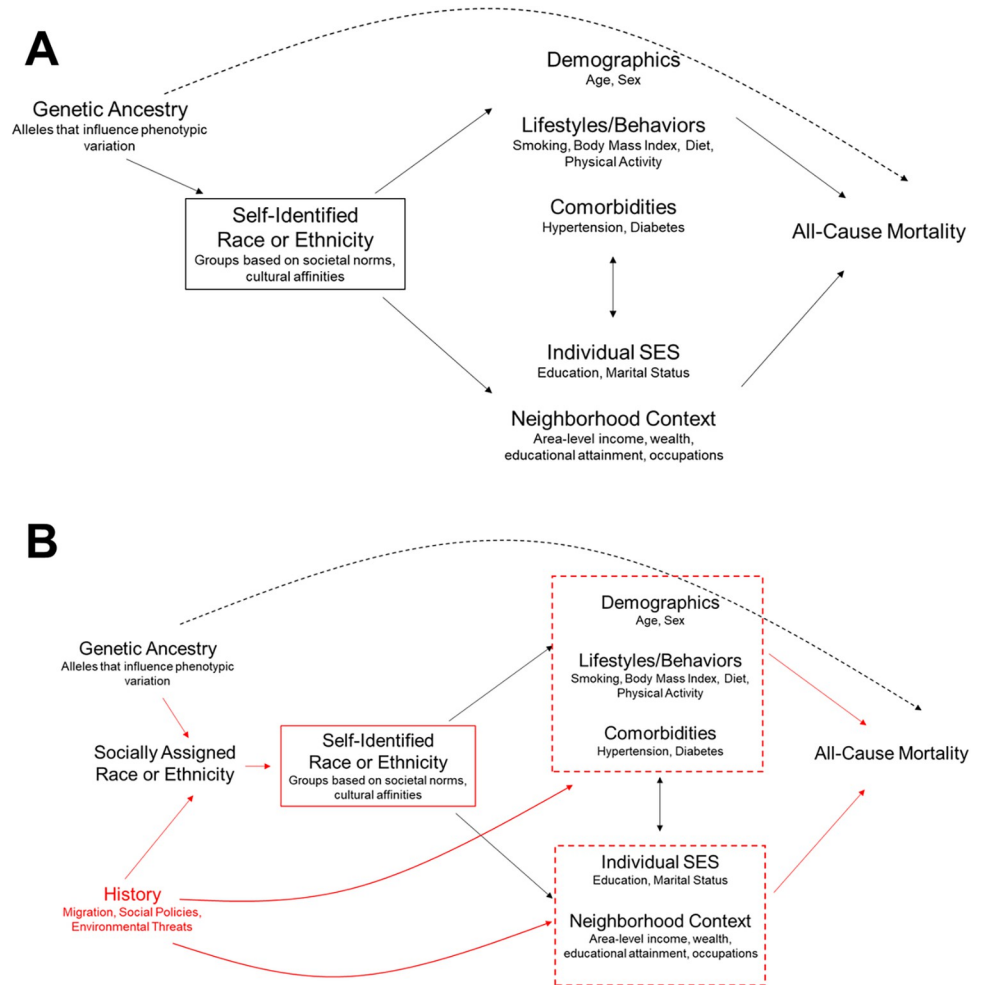 A
Demographics
Age, Sex
Genetic Ancestry
Alleles that influence phenotypic
variation
Lifestyles/Behaviors
Smoking, Body Mass Index, Diet,
Physical Activity
Self-Identified
Race or Ethnicity
Groups based on societal norms,
cultural affinities
Comorbidities
Hypertension, Diabetes
All-Cause Mortality
Individual SES
Education, Marital Status
Neighborhood Context
Area-level income, wealth,
educational attainment, occupations
B
Demographics
Age, Sex
Genetic Ancestry
Alleles that influence phenotypic
variation
Lifestyles/Behaviors
Smoking, Body Mass Index, Diet,
Physical Activity
Socially Assigned
Race or Ethnicity
Self-Identified
Race or Ethnicity
Groups based on societal norms,
cultural affinities
Comorbidities
Hypertension, Diabetes
All-Cause Mortality
History
Migration, Social Policies,
Environmental Threats
Individual SES
Education, Marital Status
Neighborhood Context
Area-level income, wealth,
educational attainment, occupations